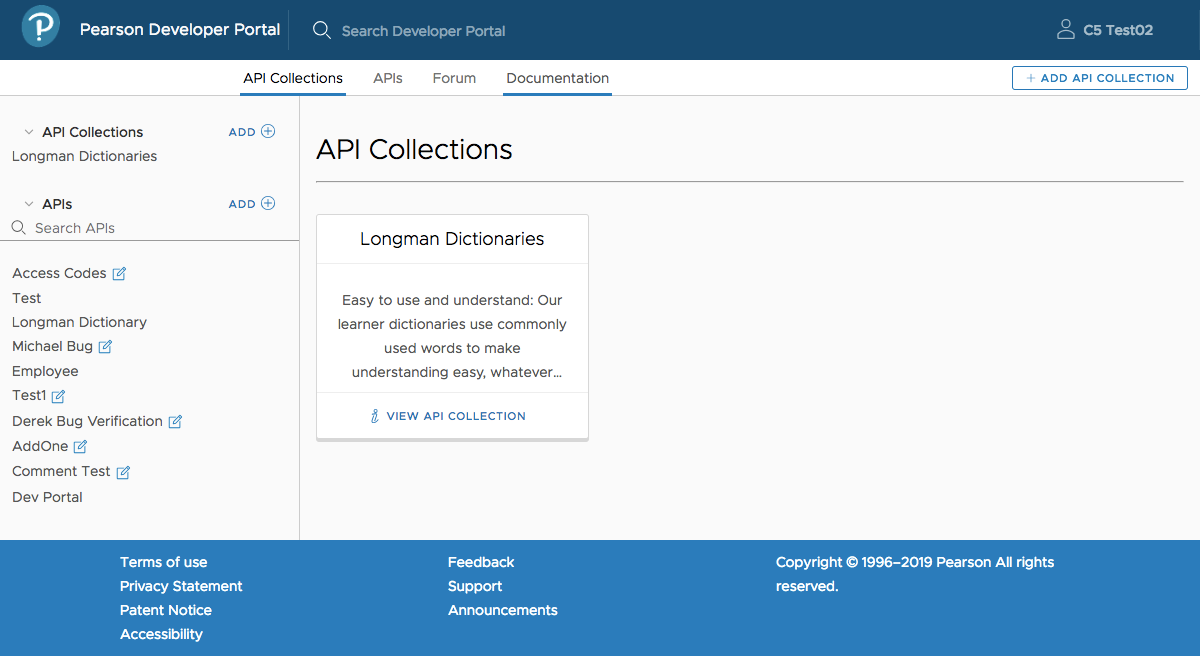 Pearson Developer Portal
Search Developer Portal
C5 Test02
API Collections
APIs
Forum
Documentation
+ ADD API COLLECTION
API Collections
ADD
Longman Dictionaries
APIs
ADD
Search APIs
Access Codes
Test
Longman Dictionary
Michael Bug
Employee
Test1
Derek Bug Verification
AddOne
Comment Test
Dev Portal
API Collections
Longman Dictionaries
Easy to use and understand: Our
learner dictionaries use commonly
used words to make
understanding easy, whatever...
VIEW API COLLECTION
Terms of use
Privacy Statement
Patent Notice
Accessibility
Feedback
Support
Announcements
Copyright © 1996–2019 Pearson All rights
reserved.